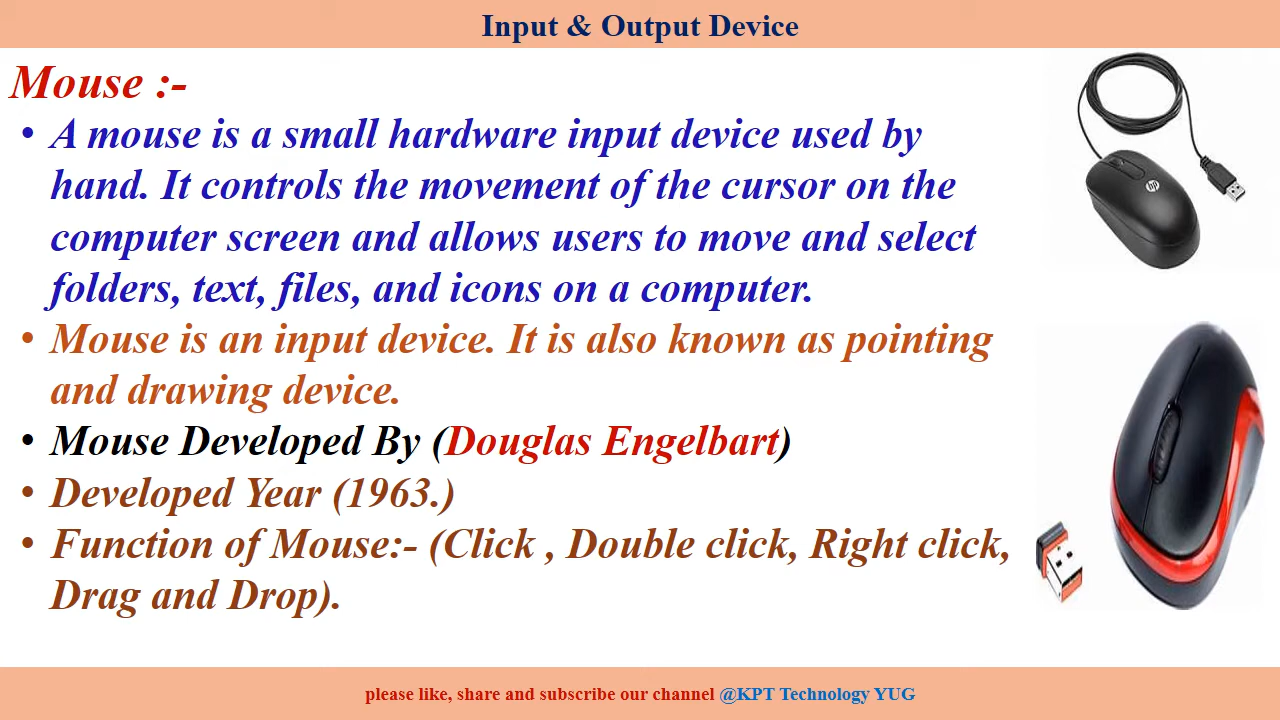 Input & Output Device
Mouse :-
• A mouse is a small hardware input device used by
hand. It controls the movement of the cursor on the
computer screen and allows users to move and select
folders, text, files, and icons on a computer.
• Mouse is an input device. It is also known as pointing
and drawing device.
• Mouse Developed By (Douglas Engelbart)
• Developed Year (1963.)
• Function of Mouse:- (Click , Double click, Right click,
Drag and Drop).
hp
please like, share and subscribe our channel @KPT Technology YUG